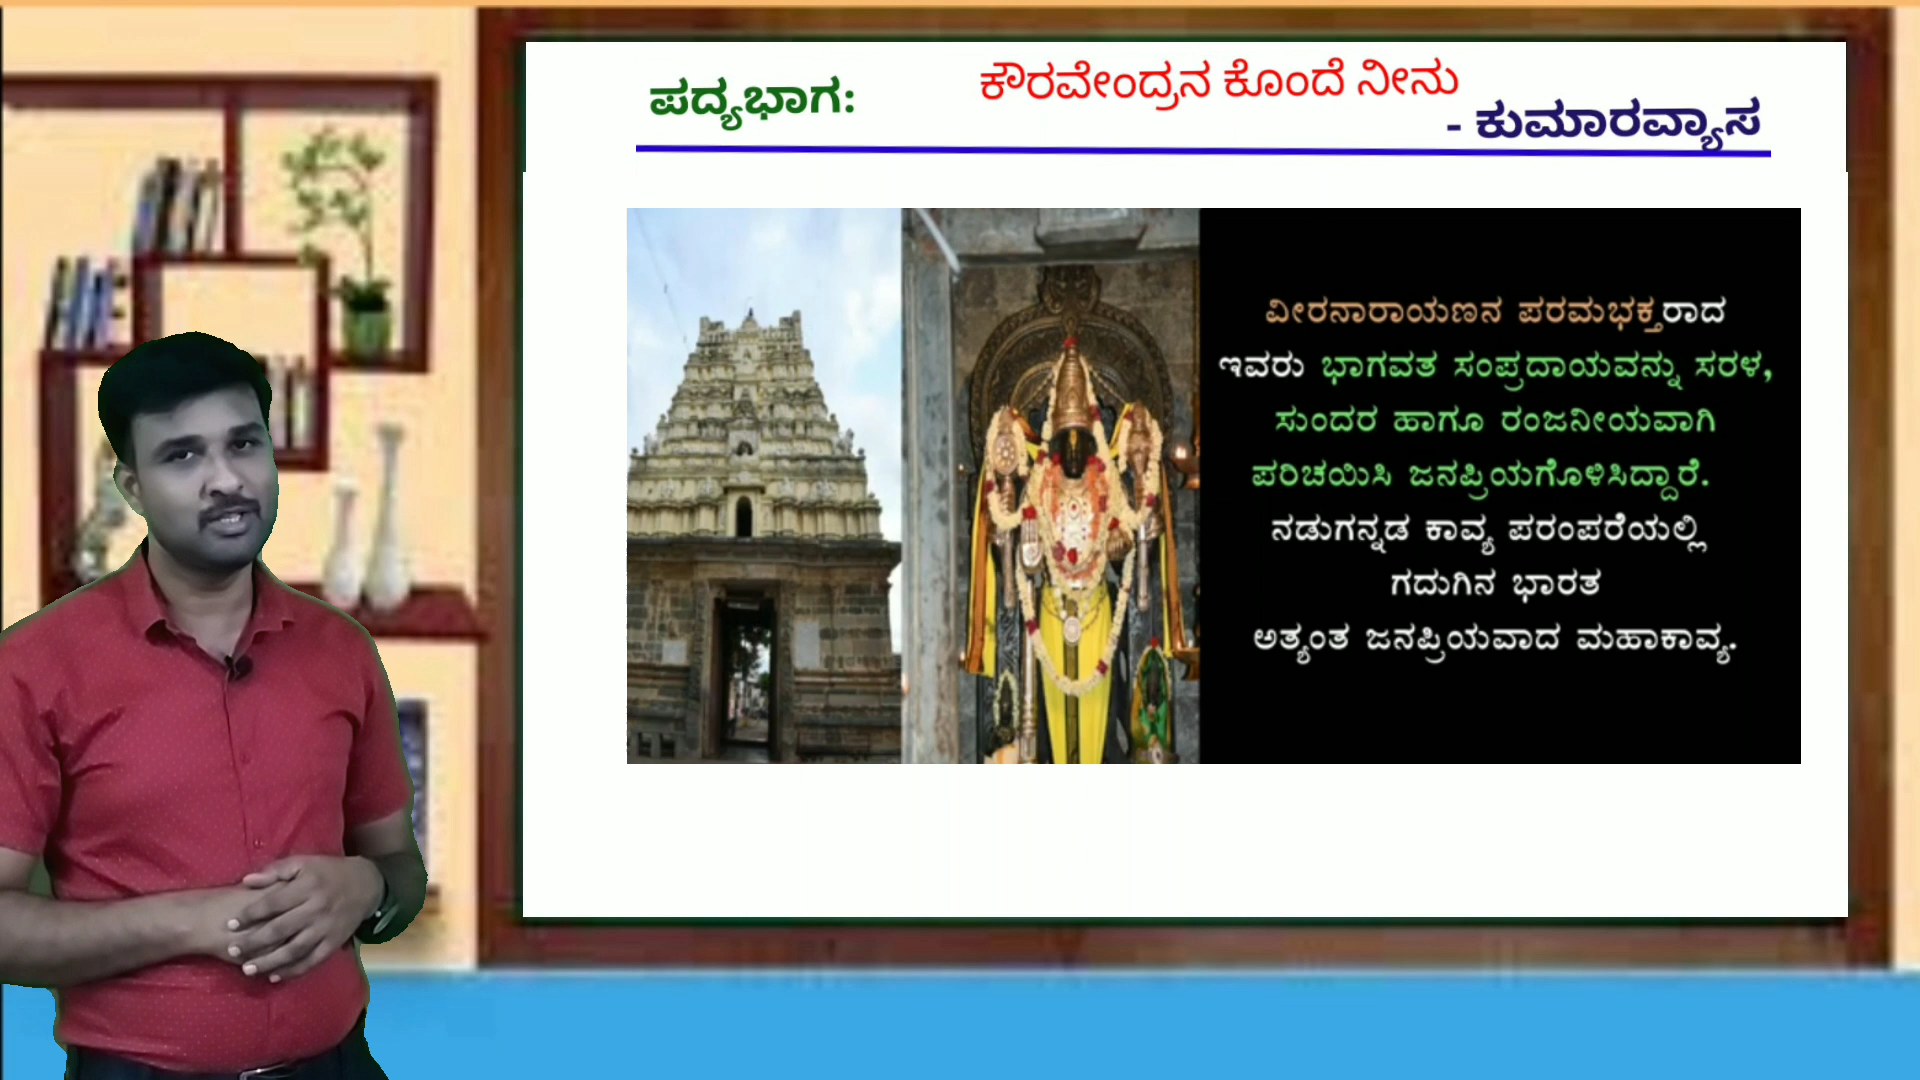 ಪದ್ಯಭಾಗ:
ಕೌರವೇಂದ್ರನ ಕೊಂದೆ ನೀನು
- ಕುಮಾರವ್ಯಾಸ
ವೀರನಾರಾಯಣನ ಪರಮಭಕ್ತರಾದ
ಇವರು ಭಾಗವತ ಸಂಪ್ರದಾಯವನ್ನು ಸರಳ,
ಸುಂದರ ಹಾಗೂ ರಂಜನೀಯವಾಗಿ
ಪರಿಚಯಿಸಿ ಜನಪ್ರಿಯಗೊಳಿಸಿದ್ದಾರೆ.
ನಡುಗನ್ನಡ ಕಾವ್ಯ ಪರಂಪರೆಯಲ್ಲಿ
ಗದುಗಿನ ಭಾರತ
ಅತ್ಯಂತ ಜನಪ್ರಿಯವಾದ ಮಹಾಕಾವ್ಯ.